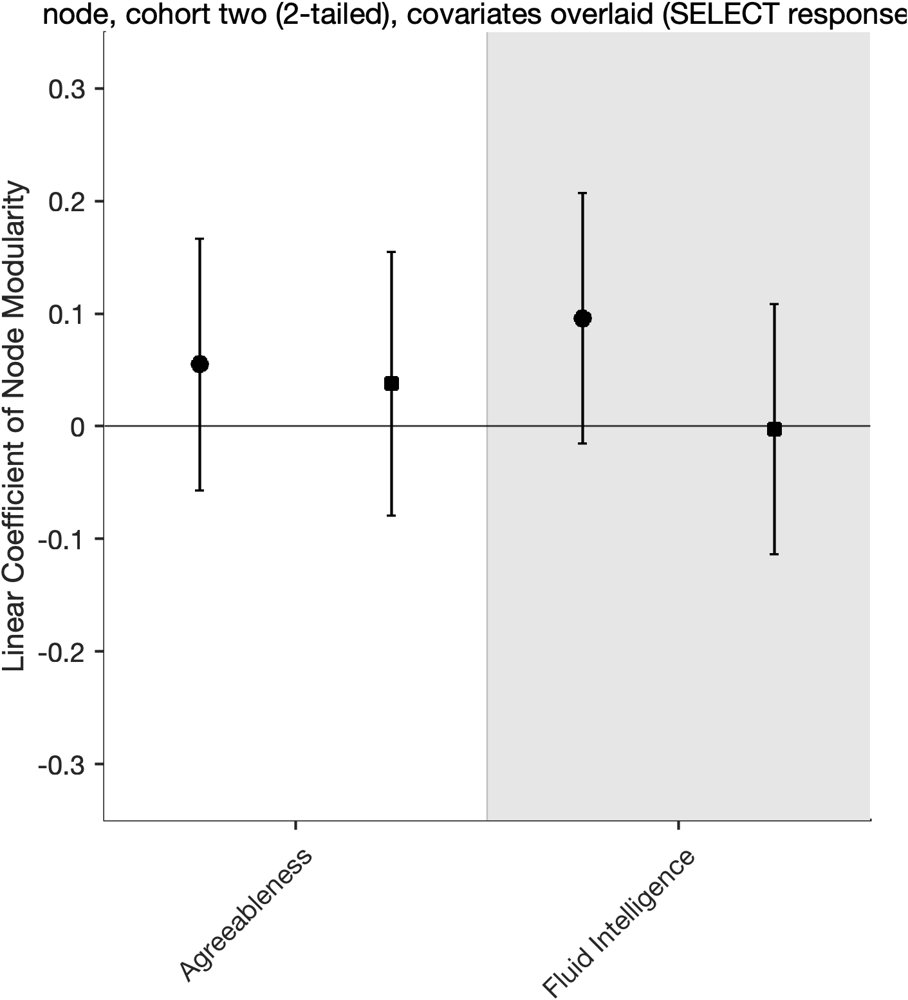 node, cohort two (2-tailed), covariates overlaid (SELECT response
Linear Coefficient of Node Modularity
0.3
0.2
0.1
0
-0.1
-0.2
-0.3
Agreeableness
Fluid Intelligence